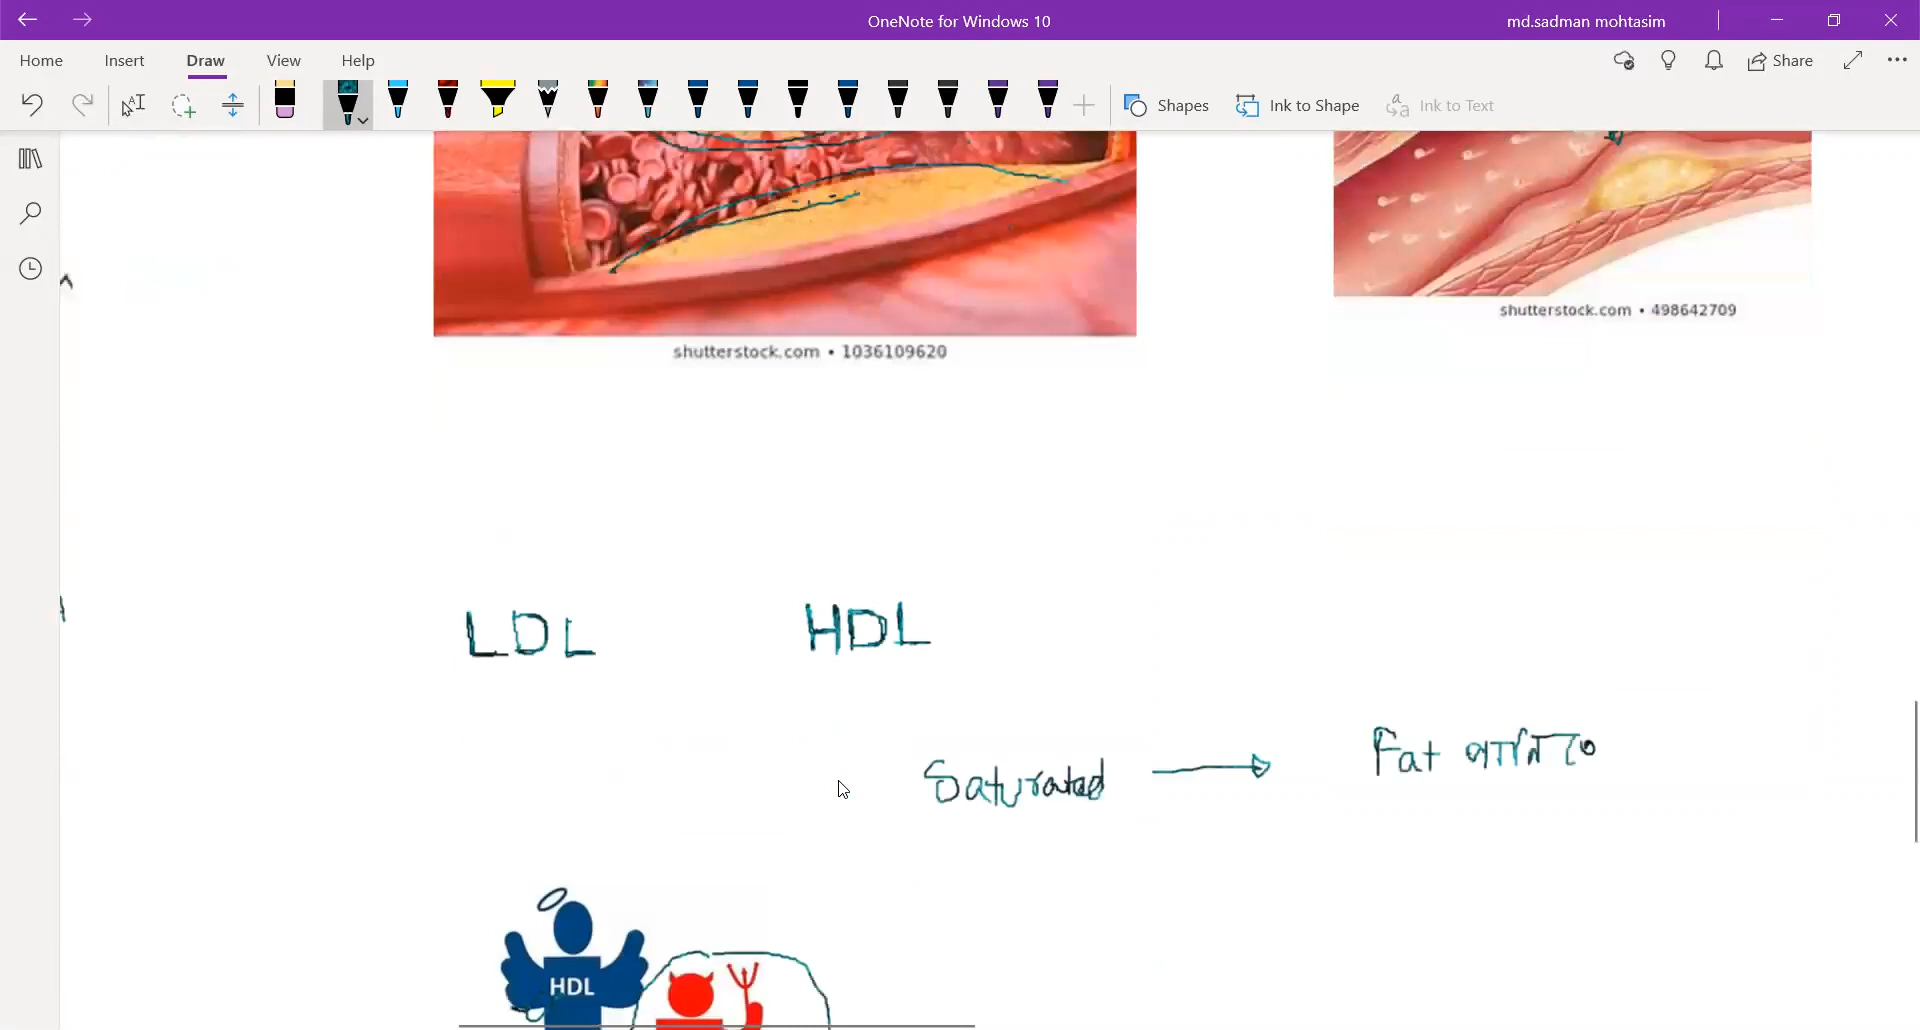 OneNote for Windows 10
md.sadman mohtasim
Home Insert Draw View Help
Share
Shapes Ink to Shape Ink to Text
shutterstock.com • 498642709
shutterstock.com • 1036109620
LDL HDL
Saturated → Fat
HDL